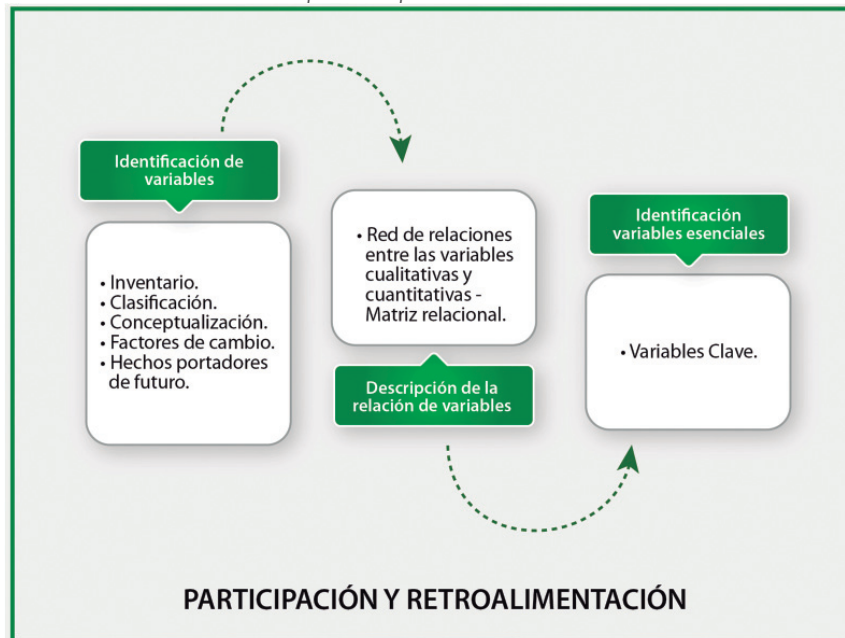 Identificación de
variables
• Inventario.
• Clasificación.
• Conceptualización.
• Factores de cambio.
• Hechos portadores
de futuro.
• Red de relaciones
entre las variables
cualitativas y
cuantitativas -
Matriz relacional.
Descripción de la
relación de variables
Identificación
variables esenciales
• Variables Clave.
PARTICIPACIÓN Y RETROALIMENTACIÓN